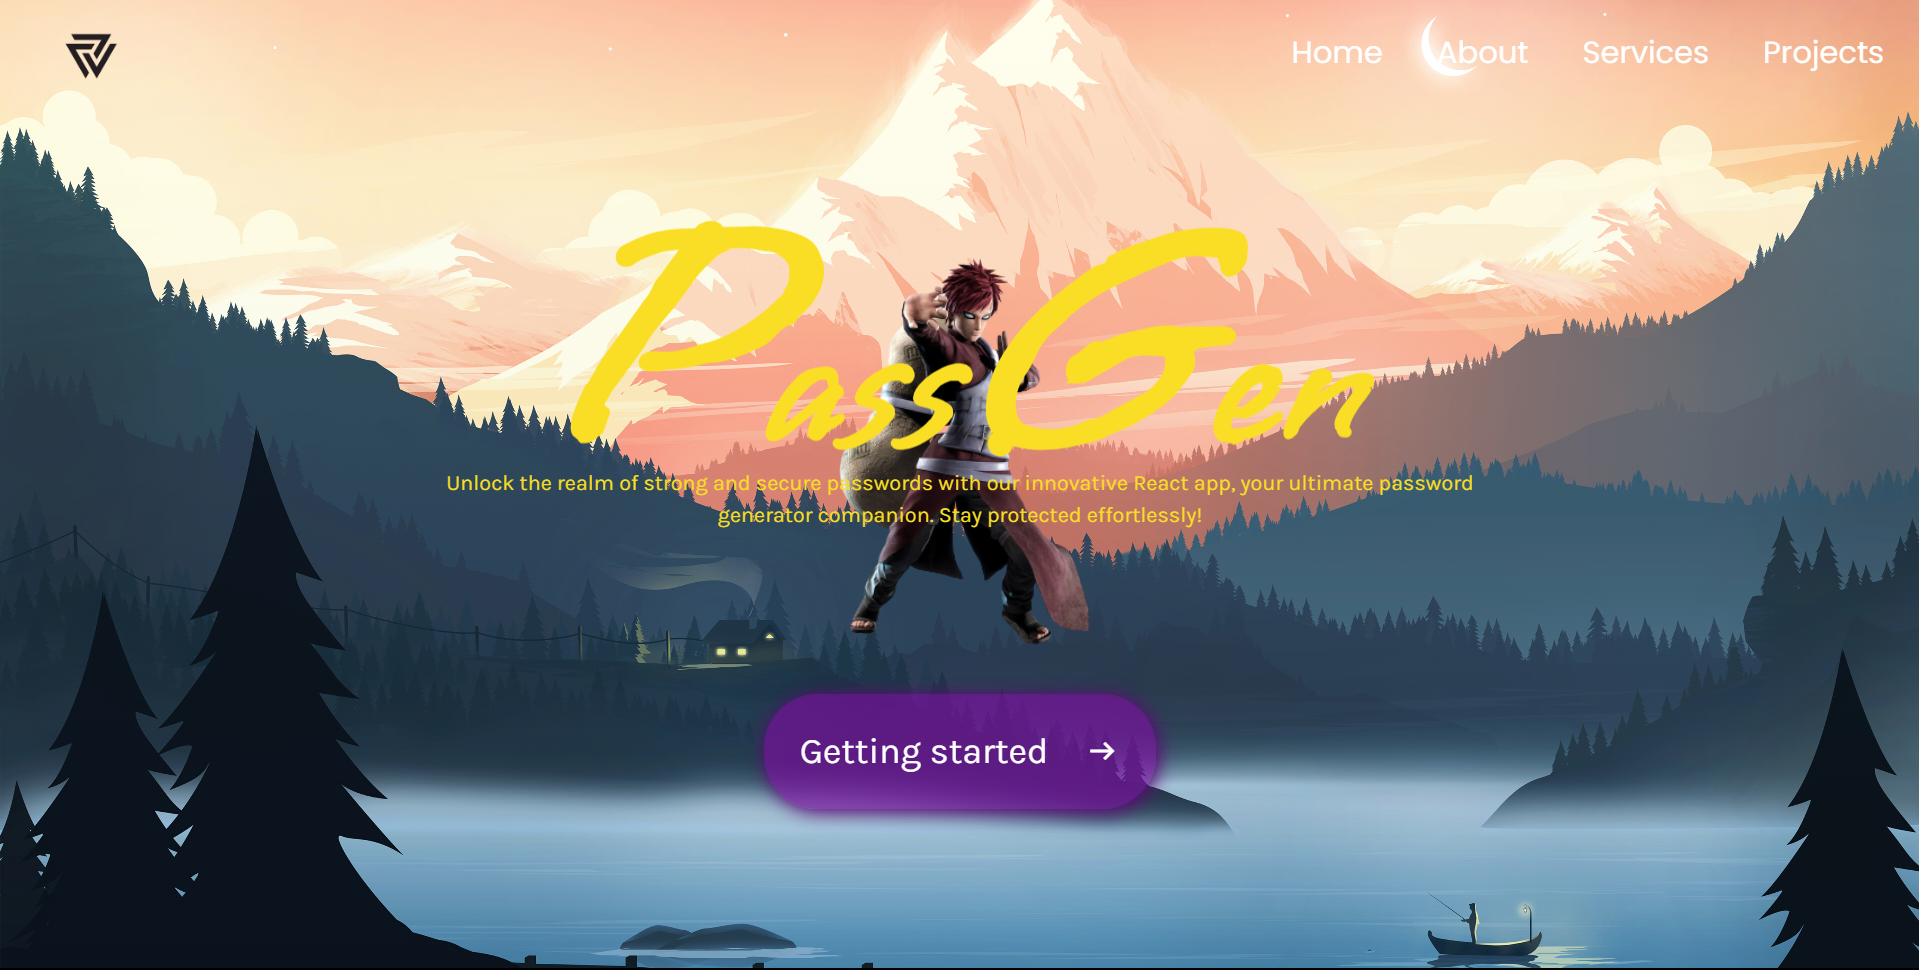 Home About Services Projects
PassGen
Unlock the realm of strong and secure passwords with our innovative React app, your ultimate password
generator companion. Stay protected effortlessly!
Getting started →